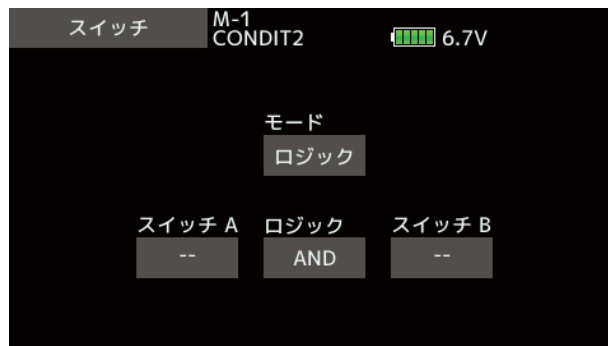 スイッチ
M-1
CONDIT2
6.7V
モード
ロジック
スイッチ A
ロジック
スイッチ B
--
AND
--